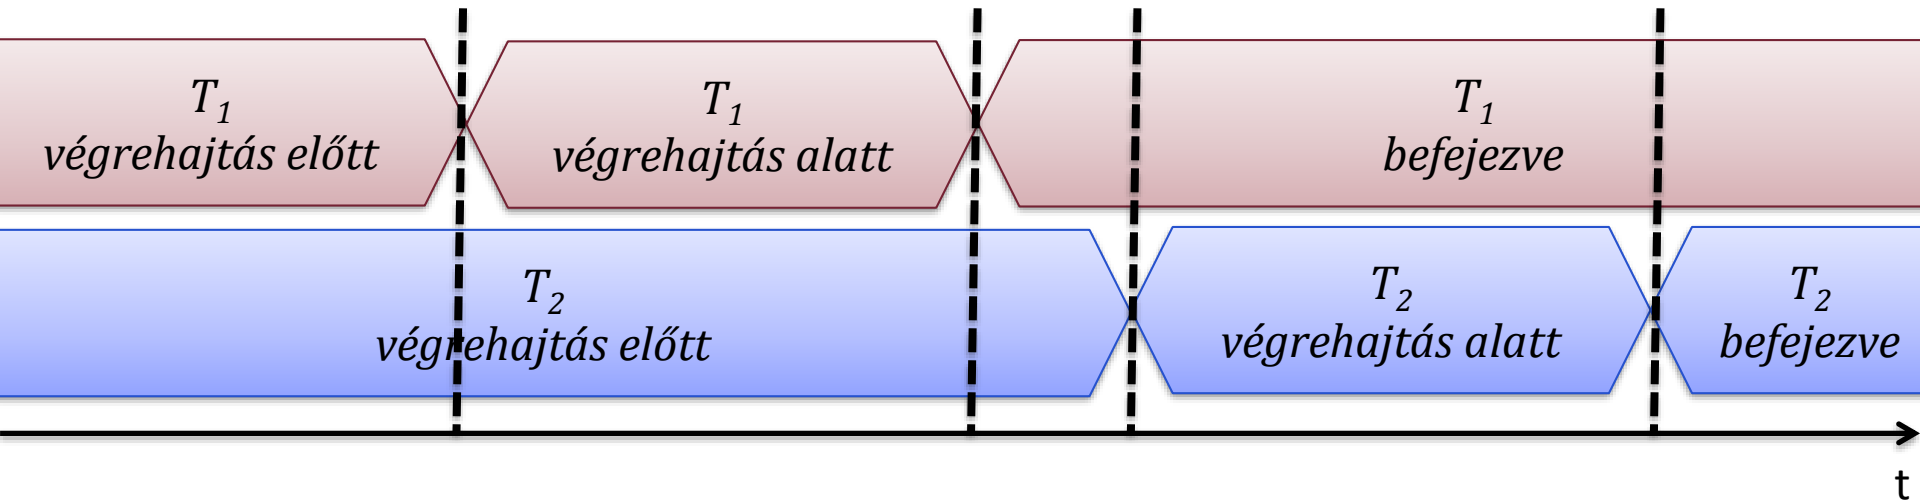 T₁
végrehajtás előtt
T₁
végrehajtás alatt
T₁
befejezve
T₂
végrehajtás előtt
T₂
végrehajtás alatt
T₂
befejezve
t